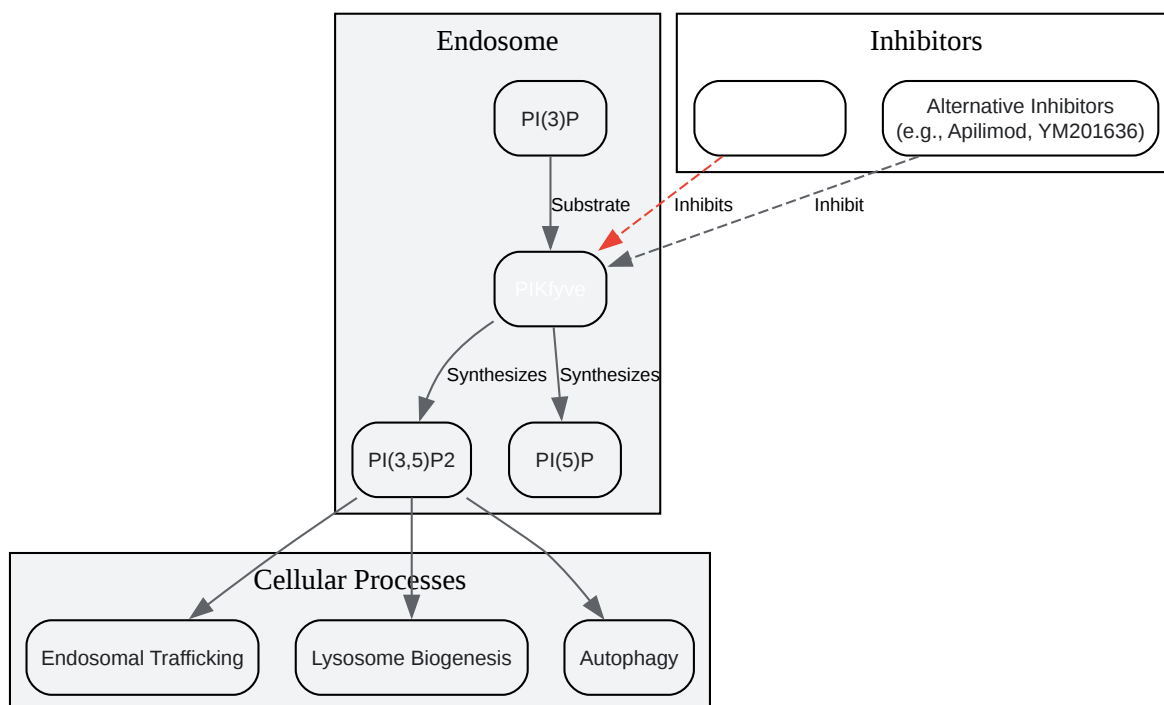 Endosome
Inhibitors
PI(3)P
Alternative Inhibitors
(e.g., Apilimod, YM201636)
Substrate
Inhibits
Inhibit
PIKfyve
Synthesizes
Synthesizes
PI(3,5)P2
PI(5)P
Cellular Processes
Endosomal Trafficking
Lysosome Biogenesis
Autophagy